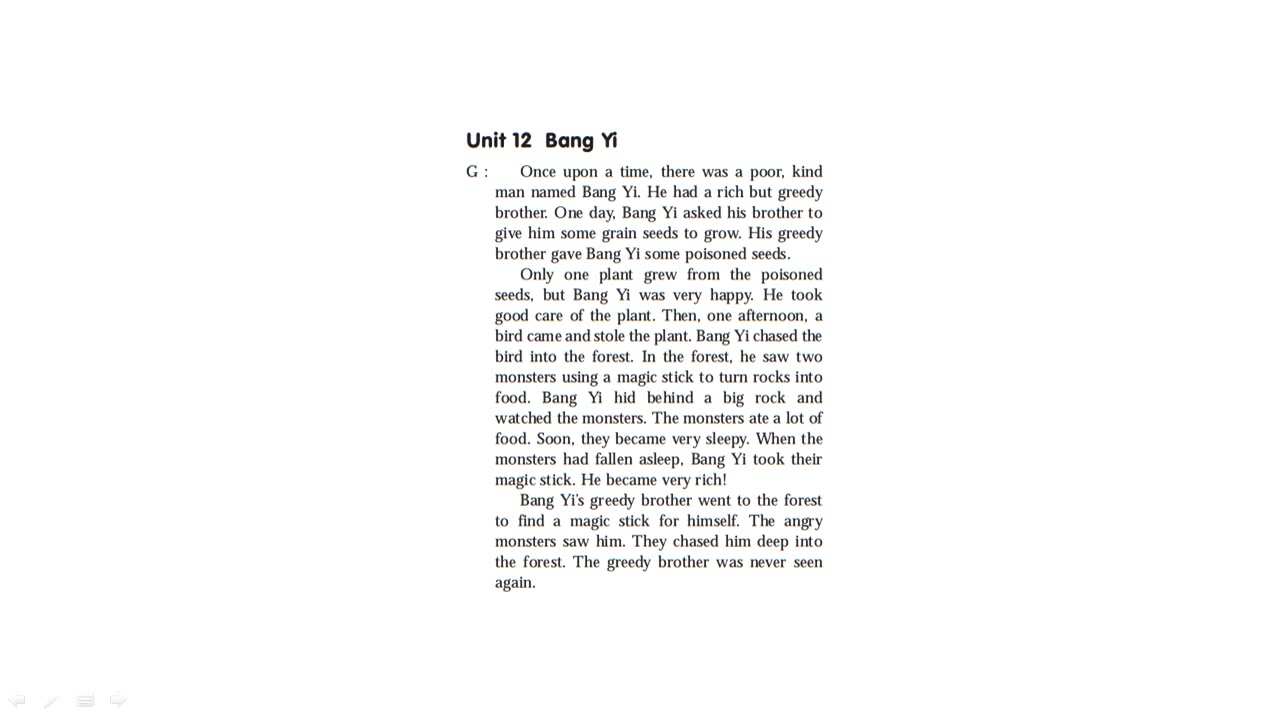 Unit 12 Bang Yi
G : Once upon a time, there was a poor, kind
man named Bang Yi. He had a rich but greedy
brother. One day, Bang Yi asked his brother to
give him some grain seeds to grow. His greedy
brother gave Bang Yi some poisoned seeds.
Only one plant grew from the poisoned
seeds, but Bang Yi was very happy. He took
good care of the plant. Then, one afternoon, a
bird came and stole the plant. Bang Yi chased the
bird into the forest. In the forest, he saw two
monsters using a magic stick to turn rocks into
food. Bang Yi hid behind a big rock and
watched the monsters. The monsters ate a lot of
food. Soon, they became very sleepy. When the
monsters had fallen asleep, Bang Yi took their
magic stick. He became very rich!
Bang Yi's greedy brother went to the forest
to find a magic stick for himself. The angry
monsters saw him. They chased him deep into
the forest. The greedy brother was never seen
again.